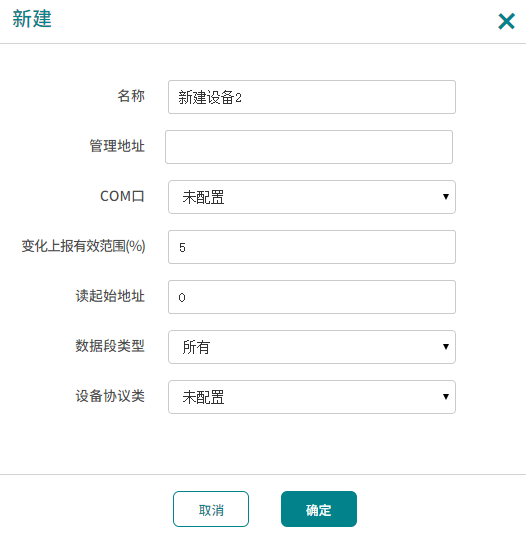 新建
名称 新建设备2
管理地址
COM口 未配置
变化上报有效范围(%) 5
读起始地址 0
数据段类型 所有
设备协议类 未配置
取消 确定